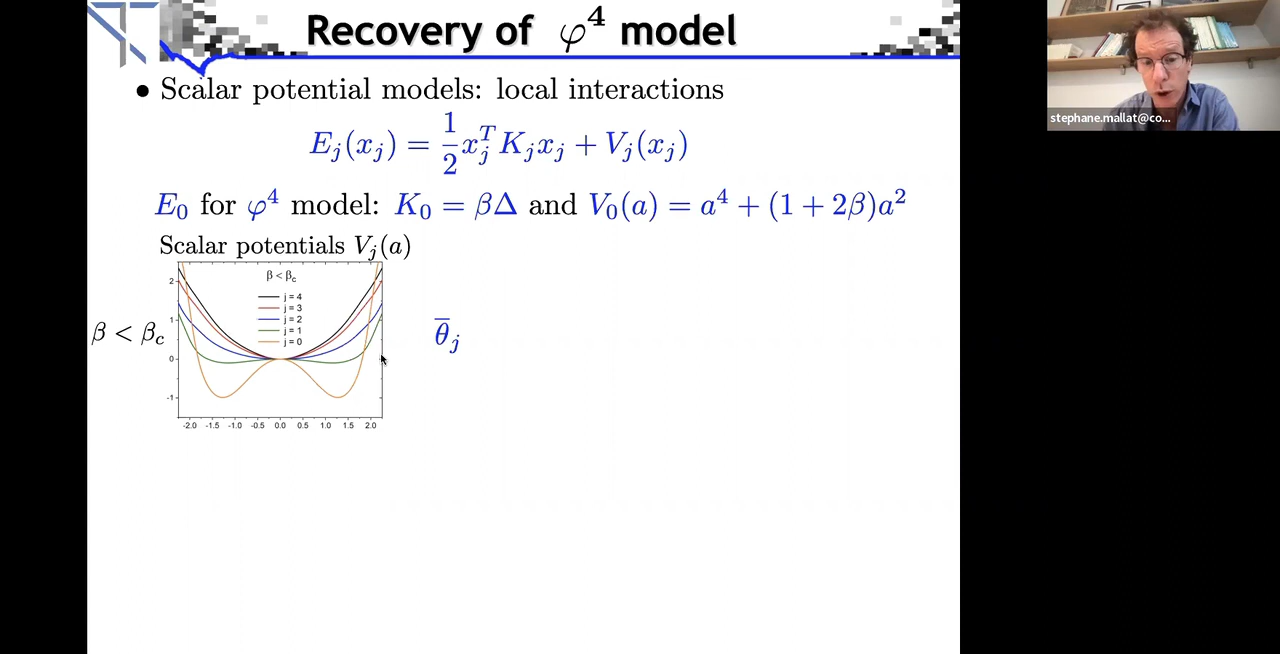 Recovery of φ⁴ model
• Scalar potential models: local interactions
E_j(x_j) = 1/2 x_j^T K_j x_j + V_j(x_j)
E_0 for φ⁴ model: K_0 = βΔ and V_0(a) = a⁴ + (1 + 2β)a²
Scalar potentials V_j(a)
β < β_c
β < β_c
j = 4
j = 3
j = 2
j = 1
j = 0
2
1
0
-1
-2.0 -1.5 -1.0 -0.5 0.0 0.5 1.0 1.5 2.0
θ̄_j
stephane.mallat@co...